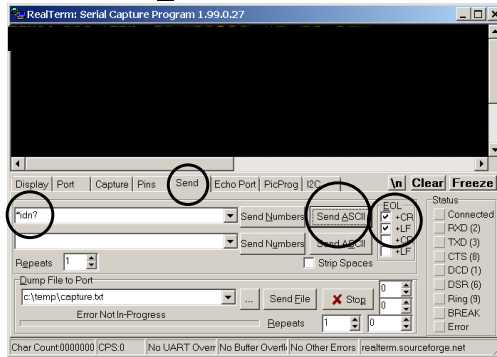 RealTerm: Serial Capture Program 1.99.0.27
Display Port Capture Pins Send Echo Port PicProg I2C \n Clear Freeze
*idn? Send Numbers Send ASCII
EOL
+CR
+LF
Send Numbers Send ASCII
+CR
+LF
Repeats 1 Strip Spaces
Dump File to Port
c:\temp\capture.txt ... Send File Stop 0
0
Error Not In-Progress
Repeats 1 0
Status
Connected
RXD (2)
TXD (3)
CTS (8)
DCD (1)
DSR (6)
Ring (9)
BREAK
Error
Char Count:0000000 CPS:0 No UART Overr No Buffer Overfl No Other Errors realterm.sourceforge.net